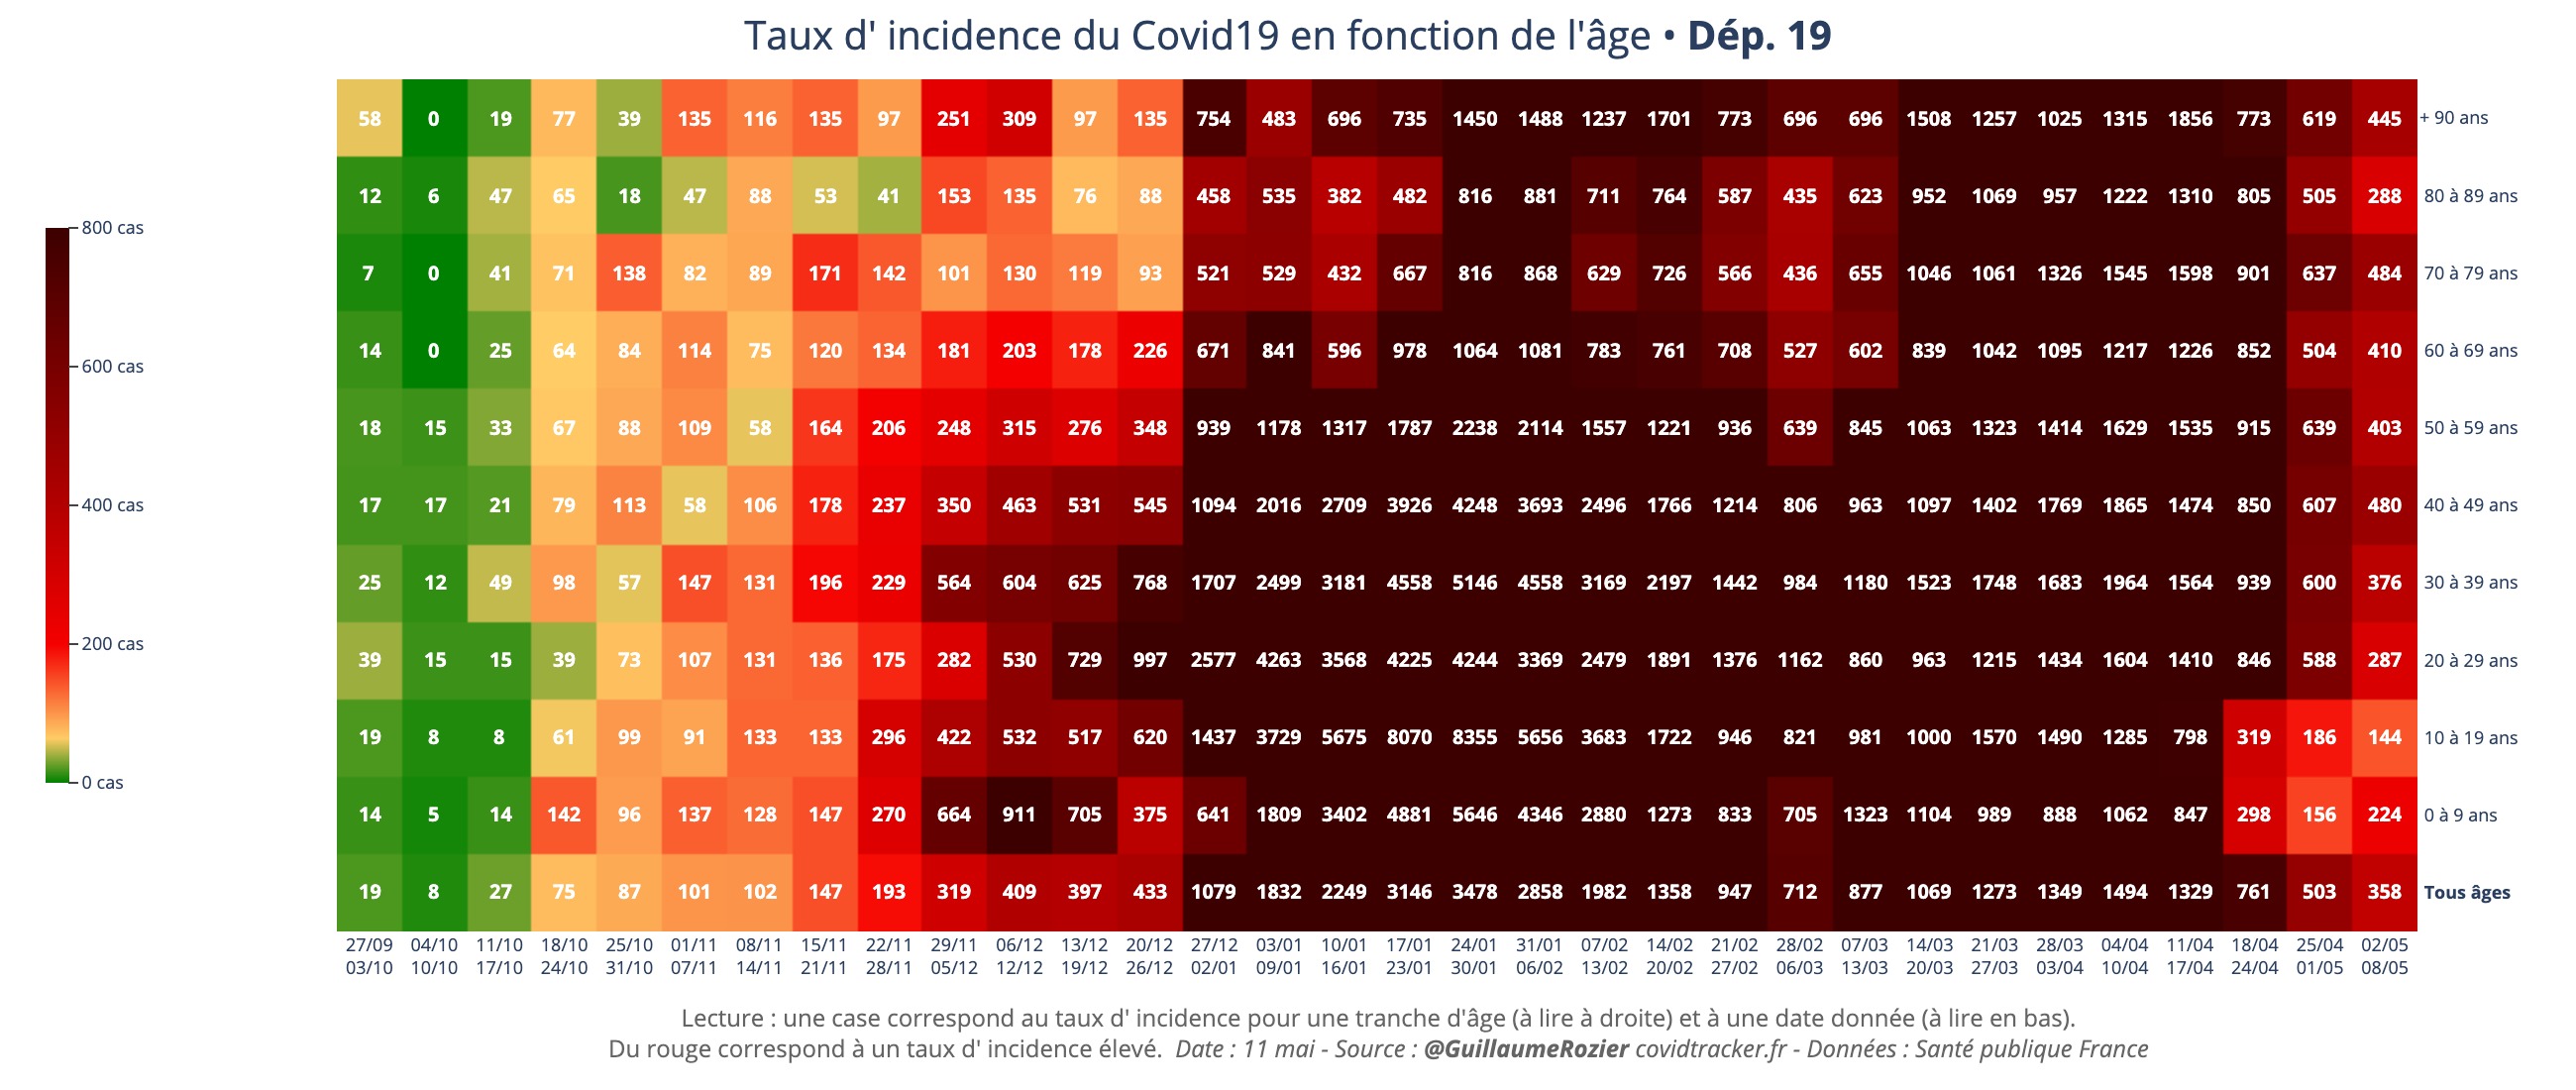 Taux d' incidence du Covid19 en fonction de l'âge • Dép. 19
800 cas
600 cas
400 cas
200 cas
0 cas
58 0 19 77 39 135 116 135 97 251 309 97 135 754 483 696 735 1450 1488 1237 1701 773 696 696 1508 1257 1025 1315 1856 773 619 445 + 90 ans
12 6 47 65 18 47 88 53 41 153 135 76 88 458 535 382 482 816 881 711 764 587 435 623 952 1069 957 1222 1310 805 505 288 80 à 89 ans
7 0 41 71 138 82 89 171 142 101 130 119 93 521 529 432 667 816 868 629 726 566 436 655 1046 1061 1326 1545 1598 901 637 484 70 à 79 ans
14 0 25 64 84 114 75 120 134 181 203 178 226 671 841 596 978 1064 1081 783 761 708 527 602 839 1042 1095 1217 1226 852 504 410 60 à 69 ans
18 15 33 67 88 109 58 164 206 248 315 276 348 939 1178 1317 1787 2238 2114 1557 1221 936 639 845 1063 1323 1414 1629 1535 915 639 403 50 à 59 ans
17 17 21 79 113 58 106 178 237 350 463 531 545 1094 2016 2709 3926 4248 3693 2496 1766 1214 806 963 1097 1402 1769 1865 1474 850 607 480 40 à 49 ans
25 12 49 98 57 147 131 196 229 564 604 625 768 1707 2499 3181 4558 5146 4558 3169 2197 1442 984 1180 1523 1748 1683 1964 1564 939 600 376 30 à 39 ans
39 15 15 39 73 107 131 136 175 282 530 729 997 2577 4263 3568 4225 4244 3369 2479 1891 1376 1162 860 963 1215 1434 1604 1410 846 588 287 20 à 29 ans
19 8 8 61 99 91 133 133 296 422 532 517 620 1437 3729 5675 8070 8355 5656 3683 1722 946 821 981 1000 1570 1490 1285 798 319 186 144 10 à 19 ans
14 5 14 142 96 137 128 147 270 664 911 705 375 641 1809 3402 4881 5646 4346 2880 1273 833 705 1323 1104 989 888 1062 847 298 156 224 0 à 9 ans
19 8 27 75 87 101 102 147 193 319 409 397 433 1079 1832 2249 3146 3478 2858 1982 1358 947 712 877 1069 1273 1349 1494 1329 761 503 358 Tous âges
27/09 04/10 11/10 18/10 25/10 01/11 08/11 15/11 22/11 29/11 06/12 13/12 20/12 27/12 03/01 10/01 17/01 24/01 31/01 07/02 14/02 21/02 28/02 07/03 14/03 21/03 28/03 04/04 11/04 18/04 25/04 02/05
03/10 10/10 17/10 24/10 31/10 07/11 14/11 21/11 28/11 05/12 12/12 19/12 26/12 02/01 09/01 16/01 23/01 30/01 06/02 13/02 20/02 27/02 06/03 13/03 20/03 27/03 03/04 10/04 17/04 24/04 01/05 08/05
Lecture : une case correspond au taux d' incidence pour une tranche d'âge (à lire à droite) et à une date donnée (à lire en bas).
Du rouge correspond à un taux d' incidence élevé. Date : 11 mai - Source : @GuillaumeRozier covidtracker.fr - Données : Santé publique France